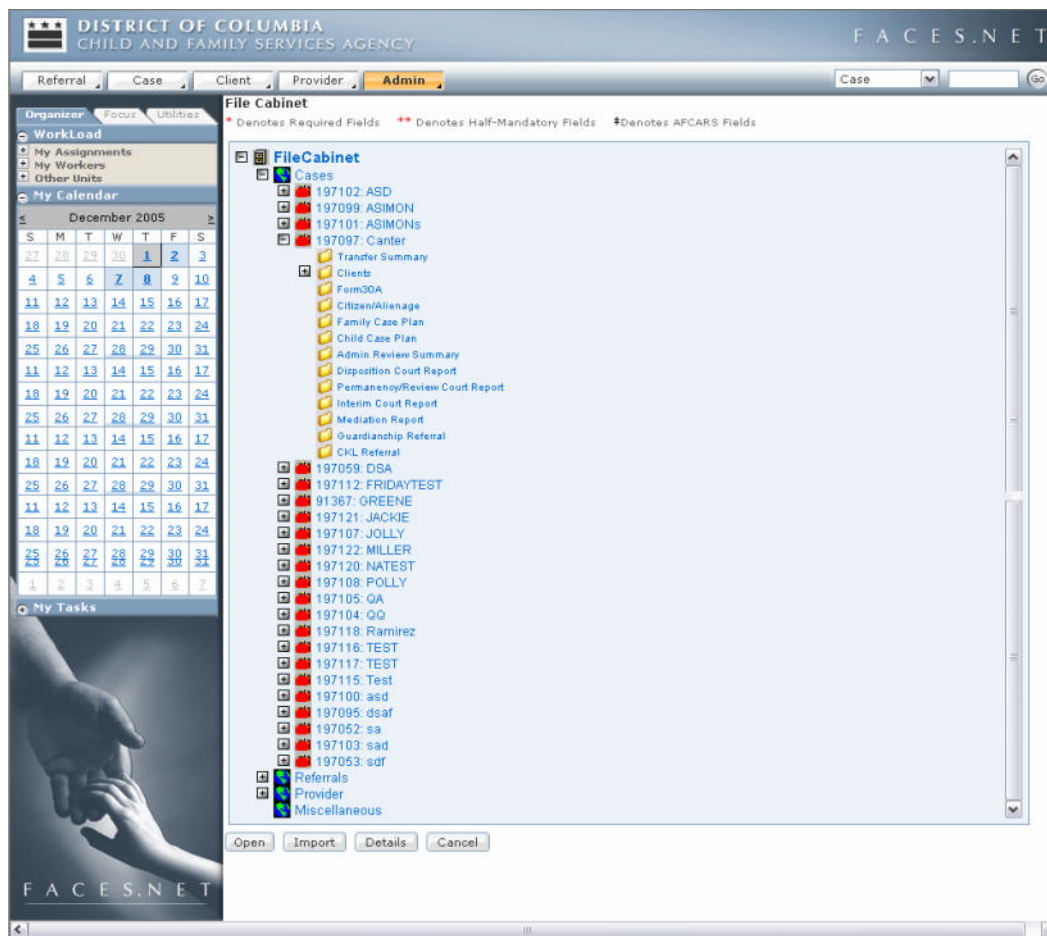 DISTRICT OF COLUMBIA
CHILD AND FAMILY SERVICES AGENCY
FACES.NET
Referral Case Client Provider Admin
Case Go
Organizer Focus Utilities
WorkLoad
My Assignments
My Workers
Other Units
My Calendar
< December 2005 >
S M T W T F S
27 28 29 30 1 2 3
4 5 6 7 8 9 10
11 12 13 14 15 16 17
18 19 20 21 22 23 24
25 26 27 28 29 30 31
11 12 13 14 15 16 17
18 19 20 21 22 23 24
25 26 27 28 29 30 31
11 12 13 14 15 16 17
18 19 20 21 22 23 24
25 26 27 28 29 30 31
11 12 13 14 15 16 17
18 19 20 21 22 23 24
25 26 27 28 29 30 31
1 2 3 4 5 6 7
My Tasks
FACES.NET
File Cabinet
* Denotes Required Fields ** Denotes Half-Mandatory Fields ‡Denotes AFCARS Fields
FileCabinet
Cases
197102: ASD
197099: ASIMON
197101: ASIMONs
197097: Canter
Transfer Summary
Clients
Form30A
Citizen/Alienage
Family Case Plan
Child Case Plan
Admin Review Summary
Disposition Court Report
Permanency/Review Court Report
Interim Court Report
Mediation Report
Guardianship Referral
CKL Referral
197059: DSA
197112: FRIDAYTEST
91367: GREENE
197121: JACKIE
197107: JOLLY
197122: MILLER
197120: NATEST
197108: POLLY
197105: QA
197104: QQ
197118: Ramirez
197116: TEST
197117: TEST
197115: Test
197100: asd
197095: dsaf
197052: sa
197103: sad
197053: sdf
Referrals
Provider
Miscellaneous
Open Import Details Cancel